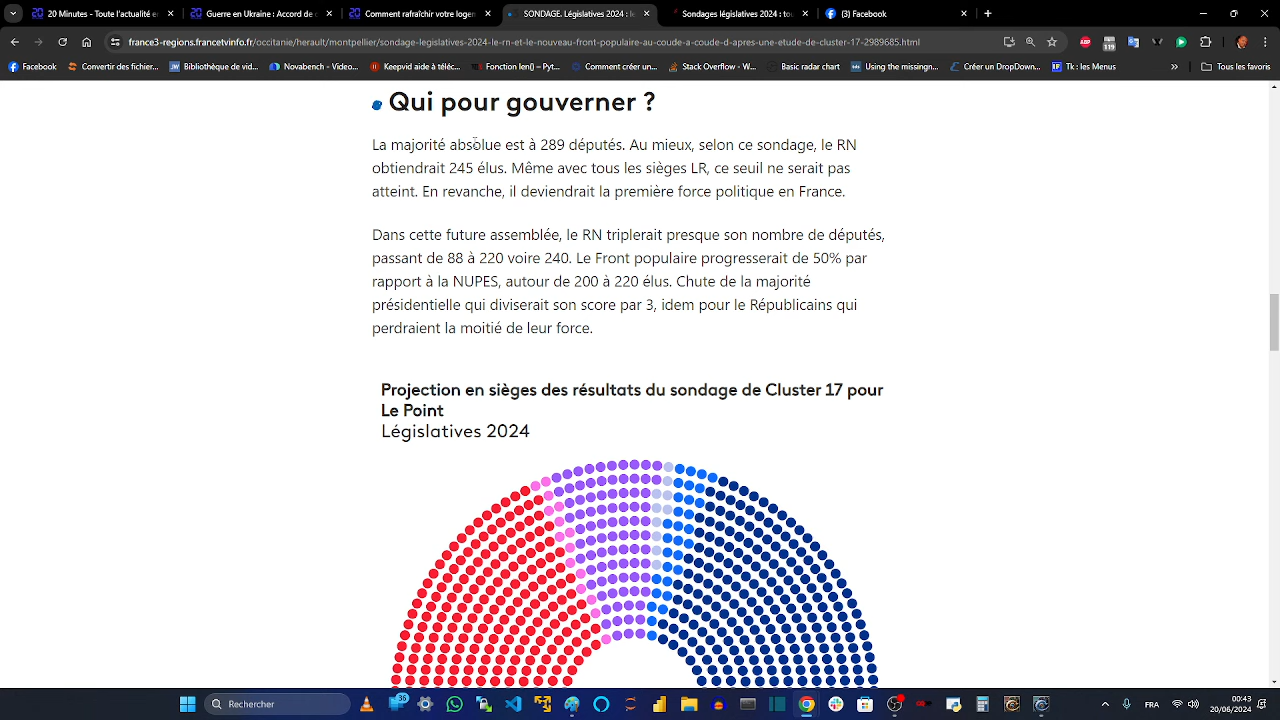 20 Minutes - Toute l'actualité e
Guerre en Ukraine : Accord de c
Comment rafraîchir votre logen
SONDAGE. Législatives 2024 : le
Sondages législatives 2024 : tou
(3) Facebook
france3-regions.francetvinfo.fr/occitanie/herault/montpellier/sondage-legislatives-2024-le-rn-et-le-nouveau-front-populaire-au-coude-a-coude-d-apres-une-etude-de-cluster-17-2989685.html
119
Facebook
Convertir des fichier...
Bibliothèque de vid...
Novabench - Video...
Keepvid aide à téléc...
Fonction len() – Pyt...
Comment créer un...
Stack Overflow - W...
Basic radar chart
Using the missingn...
Créer un DropDown...
Tk : les Menus
»
Tous les favoris
Qui pour gouverner ?
La majorité absolue est à 289 députés. Au mieux, selon ce sondage, le RN
obtiendrait 245 élus. Même avec tous les sièges LR, ce seuil ne serait pas
atteint. En revanche, il deviendrait la première force politique en France.
Dans cette future assemblée, le RN triplerait presque son nombre de députés,
passant de 88 à 220 voire 240. Le Front populaire progresserait de 50% par
rapport à la NUPES, autour de 200 à 220 élus. Chute de la majorité
présidentielle qui diviserait son score par 3, idem pour le Républicains qui
perdraient la moitié de leur force.
Projection en sièges des résultats du sondage de Cluster 17 pour
Le Point
Législatives 2024
Rechercher
36
FRA
00:43
20/06/2024